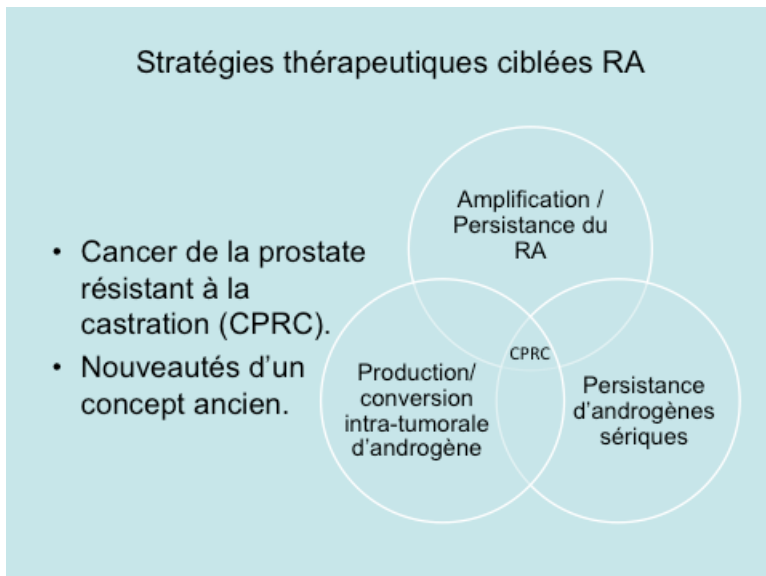 Stratégies thérapeutiques ciblées RA
• Cancer de la prostate
résistant à la
castration (CPRC).
• Nouveautés d'un
concept ancien.
Amplification /
Persistance du
RA
CPRC
Production/
conversion
intra-tumorale
d'androgène
Persistance
d'androgènes
sériques